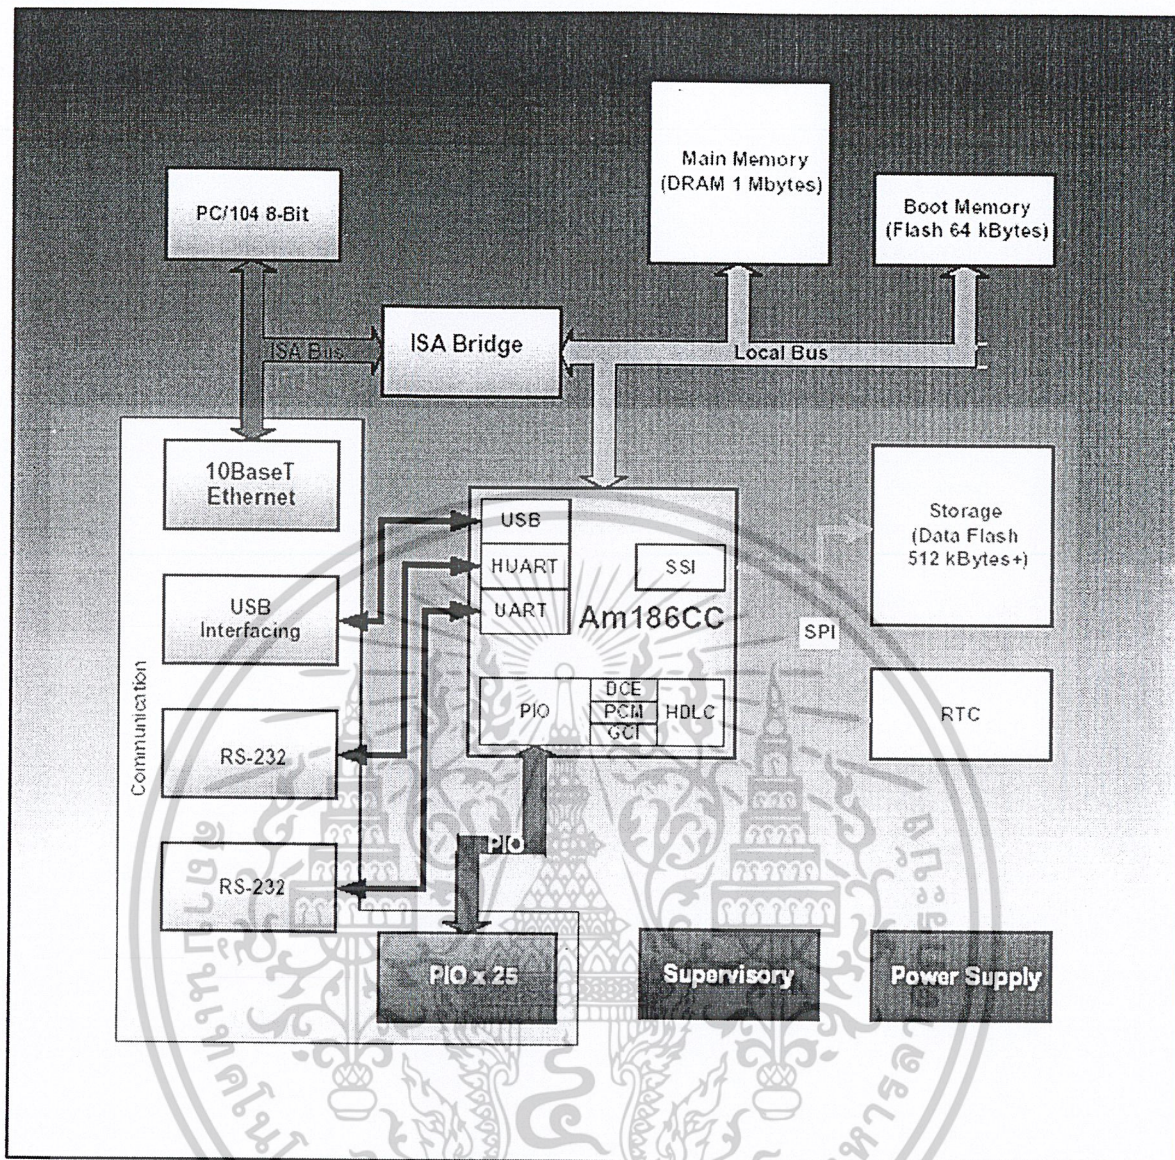 Main Memory
(DRAM 1 Mbytes)
PC/104 8-Bit
Boot Memory
(Flash 64 kBytes)
ISA Bus
ISA Bridge
Local Bus
10BaseT
Ethernet
USB
HUART
UART
SSI
Am186CC
Storage
(Data Flash
512 kBytes+)
USB
Interfacing
SPI
Communication
PIO
DCE
PCM
GCI
HDLC
RTC
RS-232
PIO
RS-232
PIO x 25
Supervisory
Power Supply